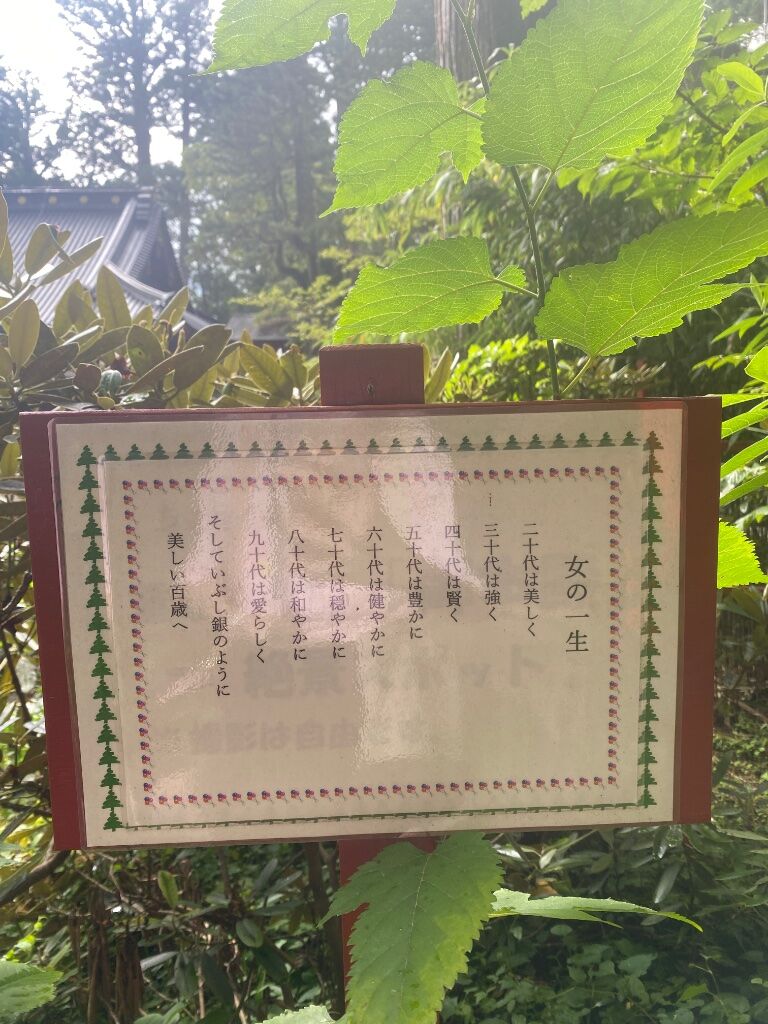 女の一生
二十代は美しく
三十代は強く
四十代は賢く
五十代は豊かに
六十代は健やかに
七十代は穏やかに
八十代は和やかに
九十代は愛らしく
そしていぶし銀のように
美しい百歳へ